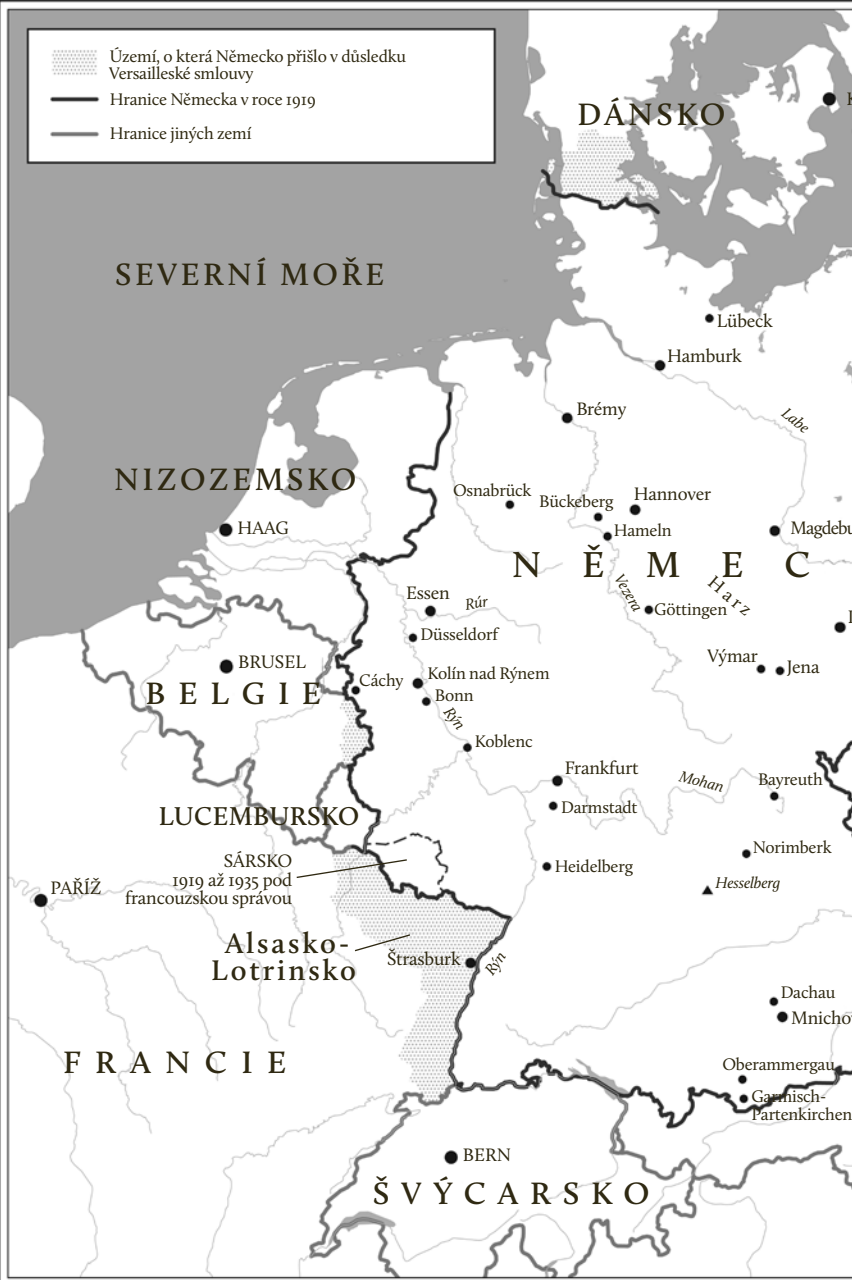 Území, o která Německo přišlo v důsledku
Versailleské smlouvy
Hranice Německa v roce 1919
Hranice jiných zemí
DÁNSKO
K
SEVERNÍ MOŘE
Lübeck
Hamburk
Brémy
Labe
NIZOZEMSKO
HAAG
Osnabrück
Bückeberg
Hannover
Hameln
Magdebu
NĚMEC
Essen
Rúr
Vezera
Harz
Göttingen
Düsseldorf
BRUSEL
BELGIE
Cáchy
Kolín nad Rýnem
Bonn
Rýn
Výmar
Jena
Koblenc
Frankfurt
Mohan
Bayreuth
Darmstadt
LUCEMBURSKO
Norimberk
SÁRSKO
1919 až 1935 pod
francouzskou správou
Heidelberg
Hesselberg
PAŘÍŽ
Alsasko-
Lotrinsko
Štrasburk
Rýn
Dachau
Mnicho
FRANCIE
Oberammergau
Garmisch-
Partenkirchen
BERN
ŠVÝCARSKO